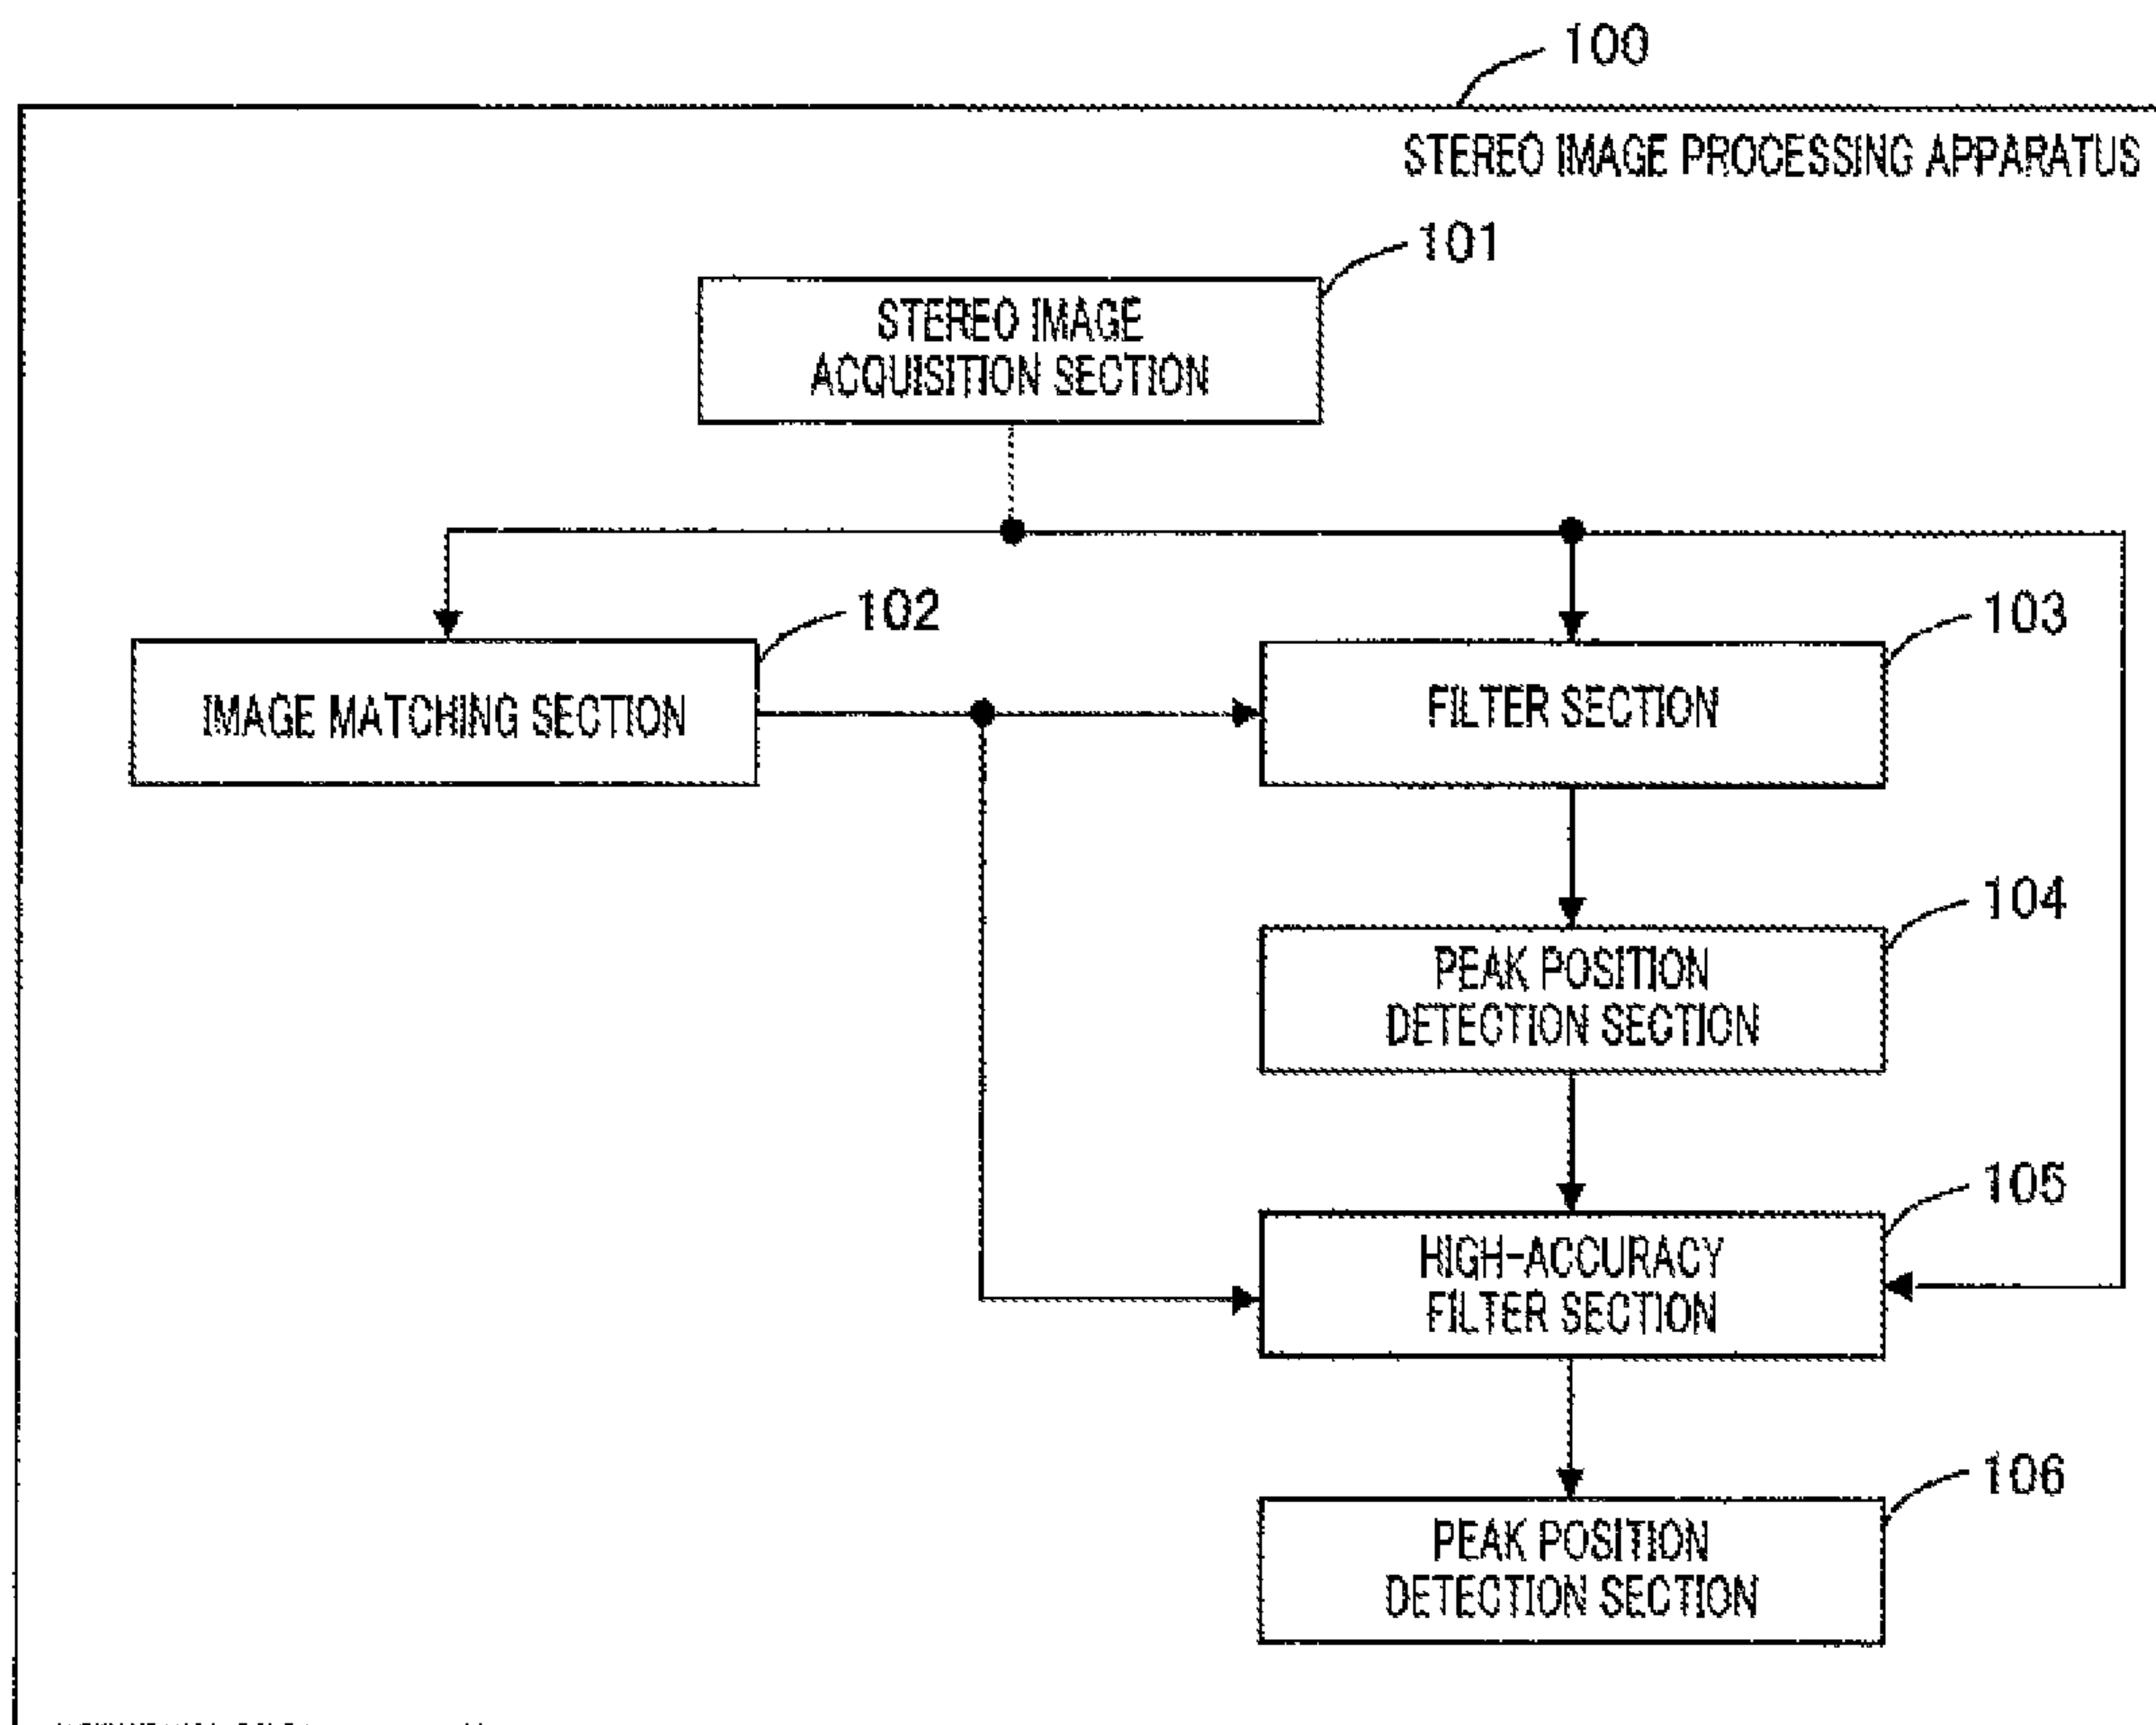 100
STEREO IMAGE PROCESSING APPARATUS
101
STEREO IMAGE
ACQUISITION SECTION
102
IMAGE MATCHING SECTION
103
FILTER SECTION
104
PEAK POSITION
DETECTION SECTION
105
HIGH-ACCURACY
FILTER SECTION
106
PEAK POSITION
DETECTION SECTION